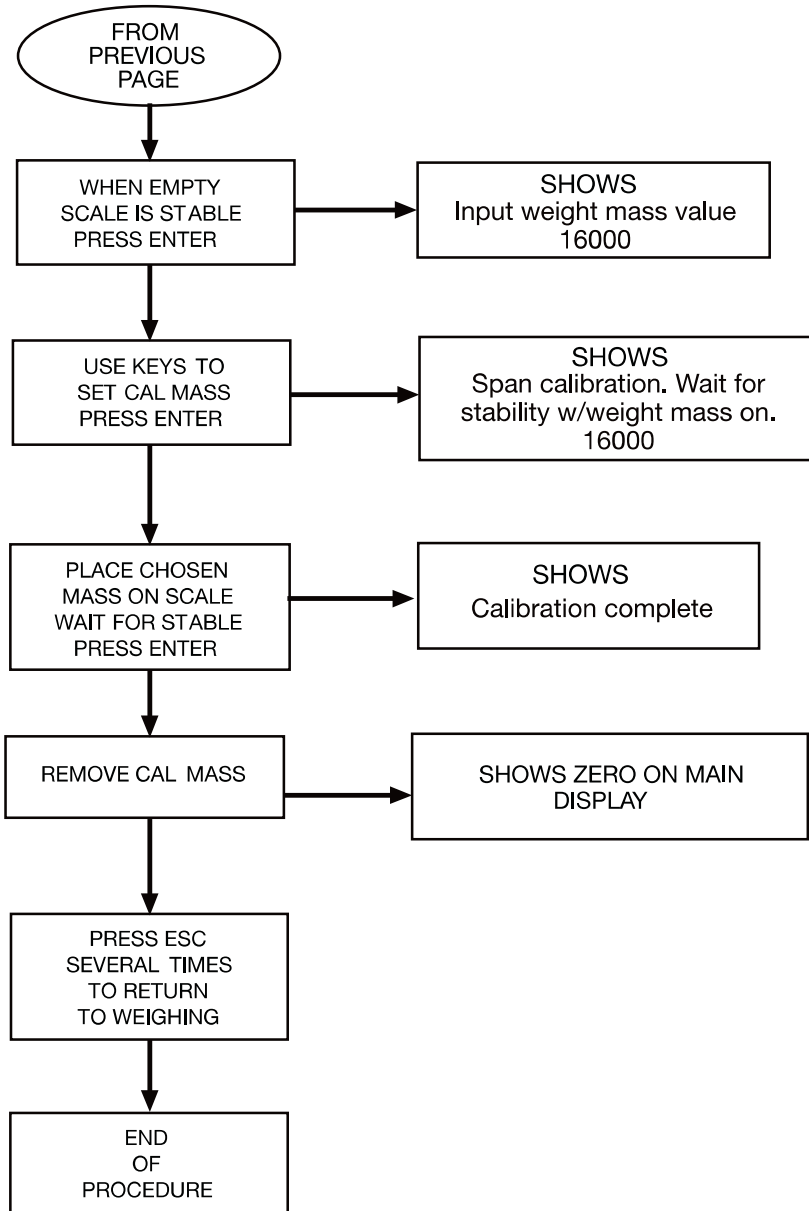 FROM
PREVIOUS
PAGE
WHEN EMPTY
SCALE IS STABLE
PRESS ENTER
SHOWS
Input weight mass value
16000
USE KEYS TO
SET CAL MASS
PRESS ENTER
SHOWS
Span calibration. Wait for
stability w/weight mass on.
16000
PLACE CHOSEN
MASS ON SCALE
WAIT FOR STABLE
PRESS ENTER
SHOWS
Calibration complete
REMOVE CAL MASS
SHOWS ZERO ON MAIN
DISPLAY
PRESS ESC
SEVERAL TIMES
TO RETURN
TO WEIGHING
END
OF
PROCEDURE